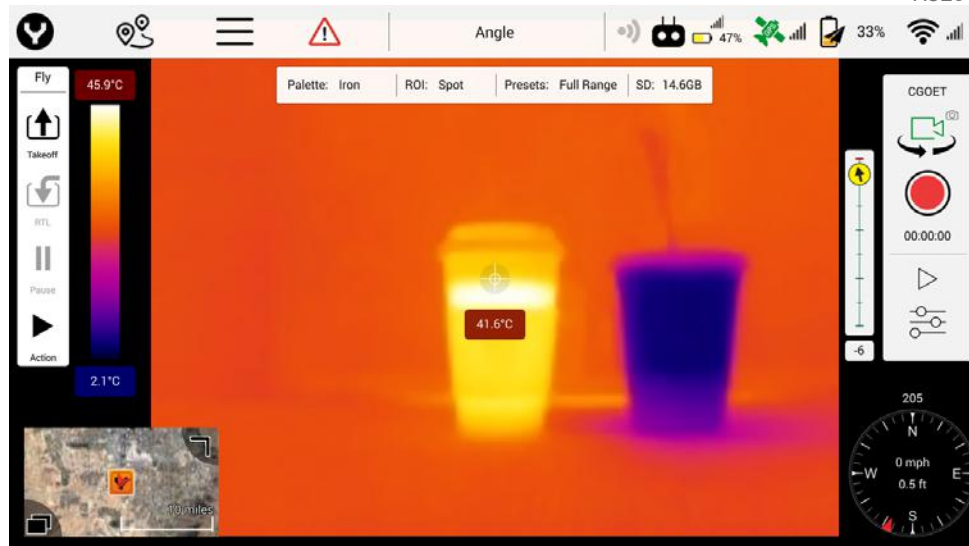 Angle
47%
33%
Fly
45.9°C
Palette: Iron ROI: Spot Presets: Full Range SD: 14.6GB
CGOET
Takeoff
RTL
00:00:00
Pause
41.6°C
Action
-6
2.1°C
205
N
0 mph
W E
0.5 ft
10 miles
S